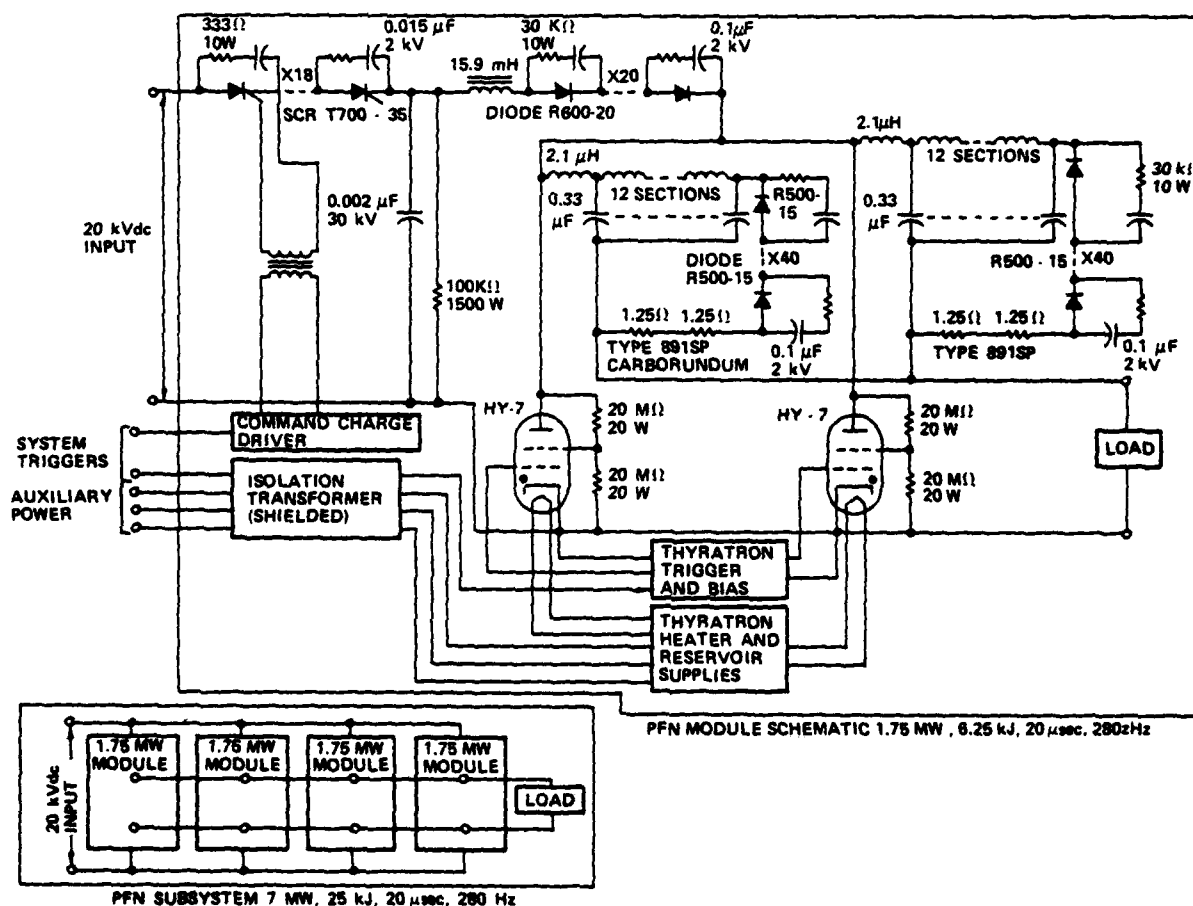 333Ω
10W
0.015 μF
2 kV
X18
SCR T700 - 35
15.9 mH
30 KΩ
10W
X20
0.1μF
2 kV
DIODE R600-20
2.1 μH
12 SECTIONS
0.33
μF
R500-
15
DIODE
R500-15
X40
1.25Ω
1.25Ω
TYPE 891SP
CARBORUNDUM
0.1 μF
2 kV
2.1μH
12 SECTIONS
0.33
μF
30 kΩ
10 W
R500 - 15
X40
1.25Ω
1.25Ω
TYPE 891SP
0.1 μF
2 kV
20 kVdc
INPUT
0.002 μF
30 kV
100KΩ
1500 W
HY-7
20 MΩ
20 W
20 MΩ
20 W
HY - 7
20 MΩ
20 W
20 MΩ
20 W
LOAD
SYSTEM
TRIGGERS
AUXILIARY
POWER
COMMAND CHARGE
DRIVER
ISOLATION
TRANSFORMER
(SHIELDED)
THYRATRON
TRIGGER
AND BIAS
THYRATRON
HEATER AND
RESERVOIR
SUPPLIES
PFN MODULE SCHEMATIC 1.75 MW , 6.25 kJ, 20 μsec, 280zHz
20 kVdc
INPUT
1.75 MW
MODULE
1.75 MW
MODULE
1.75 MW
MODULE
1.75 MW
MODULE
LOAD
PFN SUBSYSTEM 7 MW, 25 kJ, 20 μsec, 280 Hz